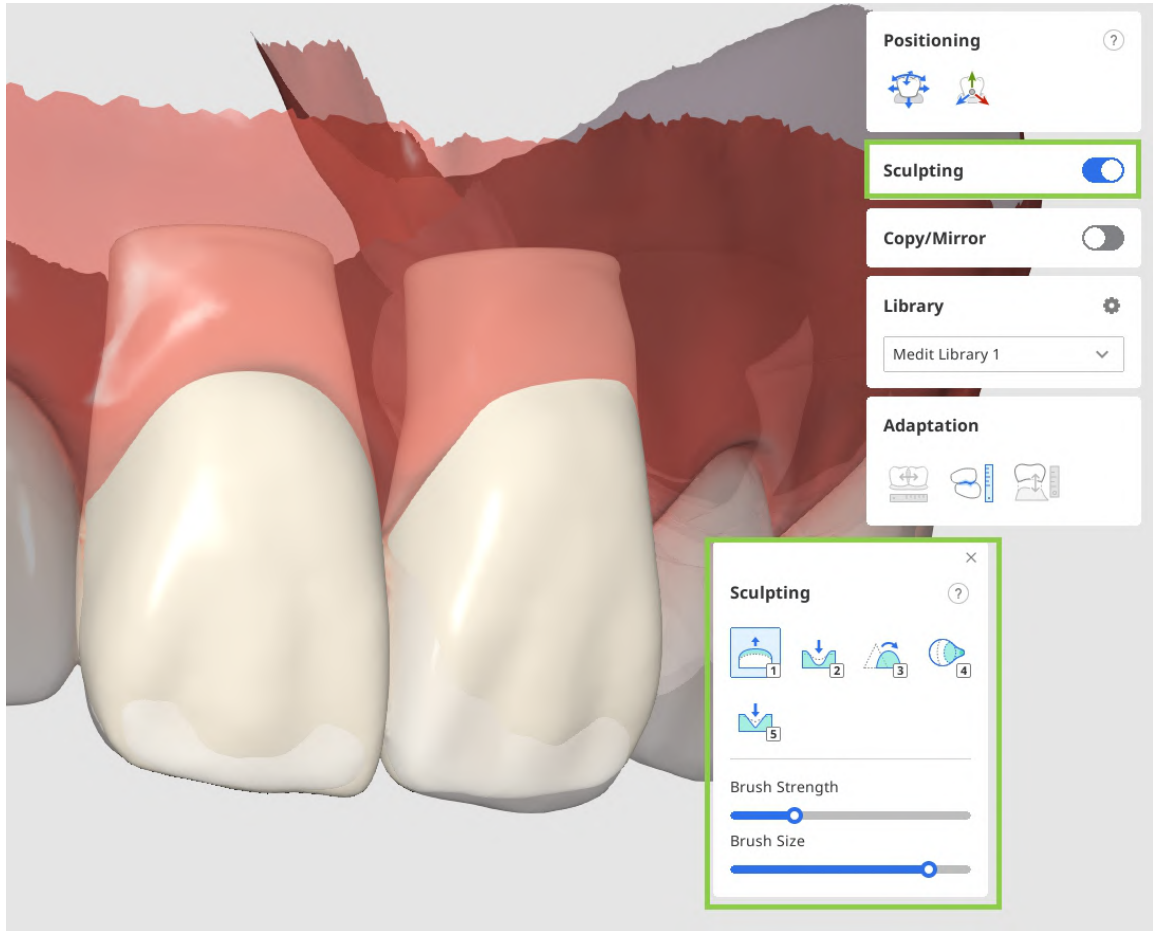 Positioning
?
Sculpting
Copy/Mirror
Library
Medit Library 1
Adaptation
Sculpting
?
1
2
3
4
5
Brush Strength
Brush Size